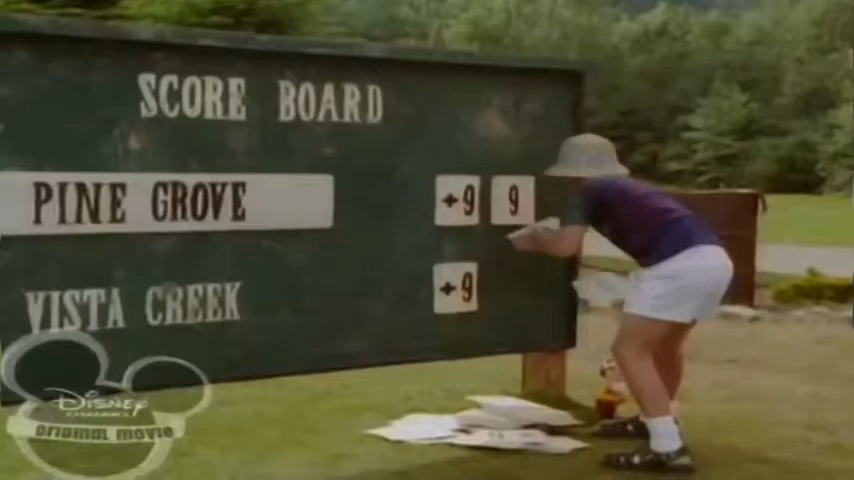 SCORE BOARD
PINE GROVE +9 9
VISTA CREEK +9
DISNEY
CHANNEL
ORIGINAL MOVIE